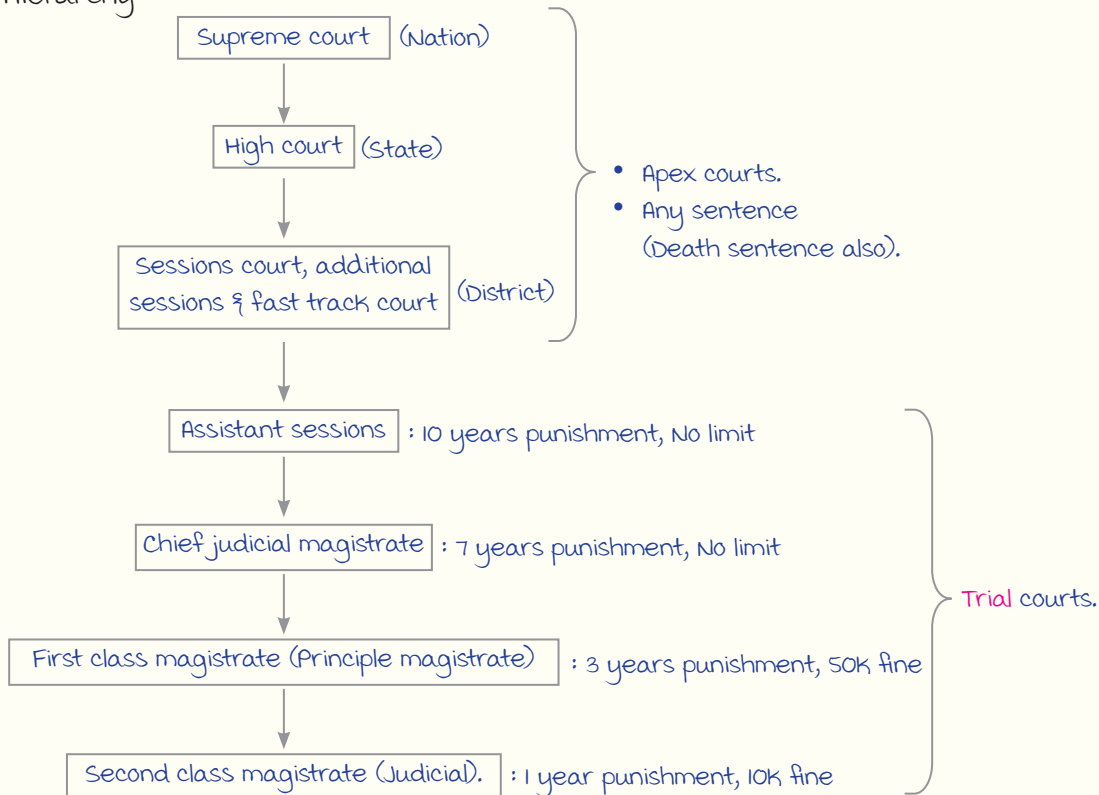 Hierarchy
Supreme court (Nation)
High court (State)
• Apex courts.
• Any sentence
(Death sentence also).
Sessions court, additional
sessions & fast track court (District)
Assistant sessions : 10 years punishment, No limit
Chief judicial magistrate : 7 years punishment, No limit
Trial courts.
First class magistrate (Principle magistrate) : 3 years punishment, 50K fine
Second class magistrate (Judicial). : 1 year punishment, 10K fine